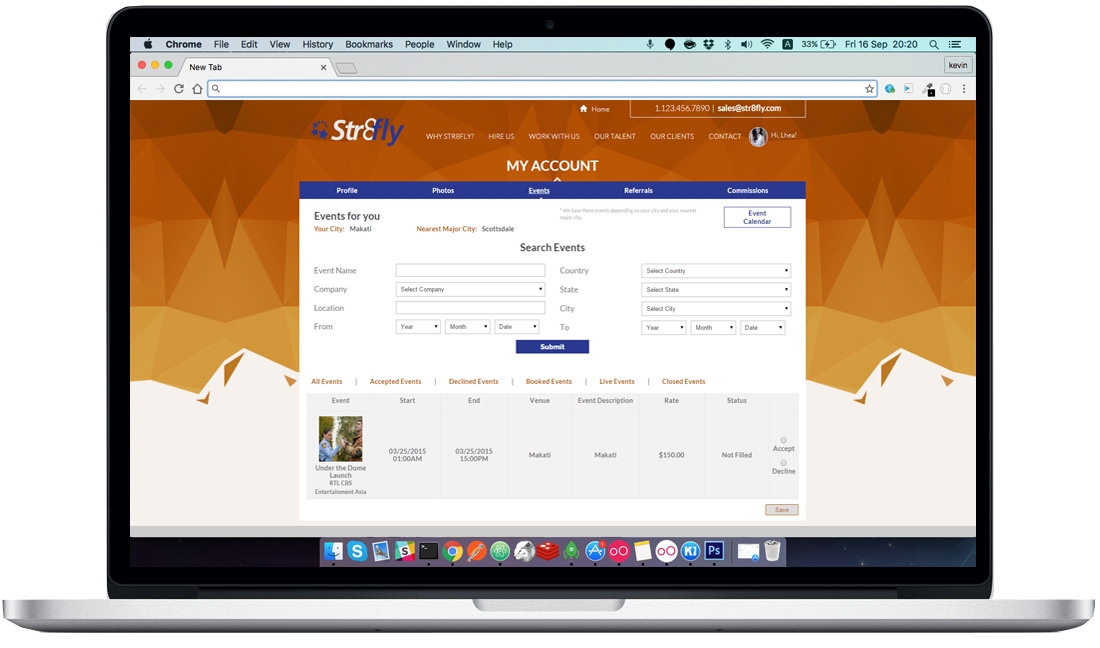 Chrome File Edit View History Bookmarks People Window Help 33% Fri 16 Sep 20:20
New Tab kevin
Home 1.123.456.7890 | sales@str8fly.com
Str8fly
WHY STR8FLY? HIRE US WORK WITH US OUR TALENT OUR CLIENTS CONTACT Hi, Lhea!
MY ACCOUNT
Profile Photos Events Referrals Commissions
Events for you
* We base these events depending on your city and your nearest
major city.
Event
Calendar
Your City: Makati Nearest Major City: Scottsdale
Search Events
Event Name Country Select Country
Company Select Company State Select State
Location City Select City
From Year Month Date To Year Month Date
Submit
All Events | Accepted Events | Declined Events | Booked Events | Live Events | Closed Events
Event Start End Venue Event Description Rate Status
03/25/2015
01:00AM
03/25/2015
15:00PM
Makati
Makati
$150.00
Not Filled
Accept
Decline
Under the Dome
Launch
RTL CBS
Entertainment Asia
Save
Ps